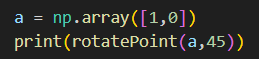 a = np.array([1,0])
print(rotatePoint(a,45))